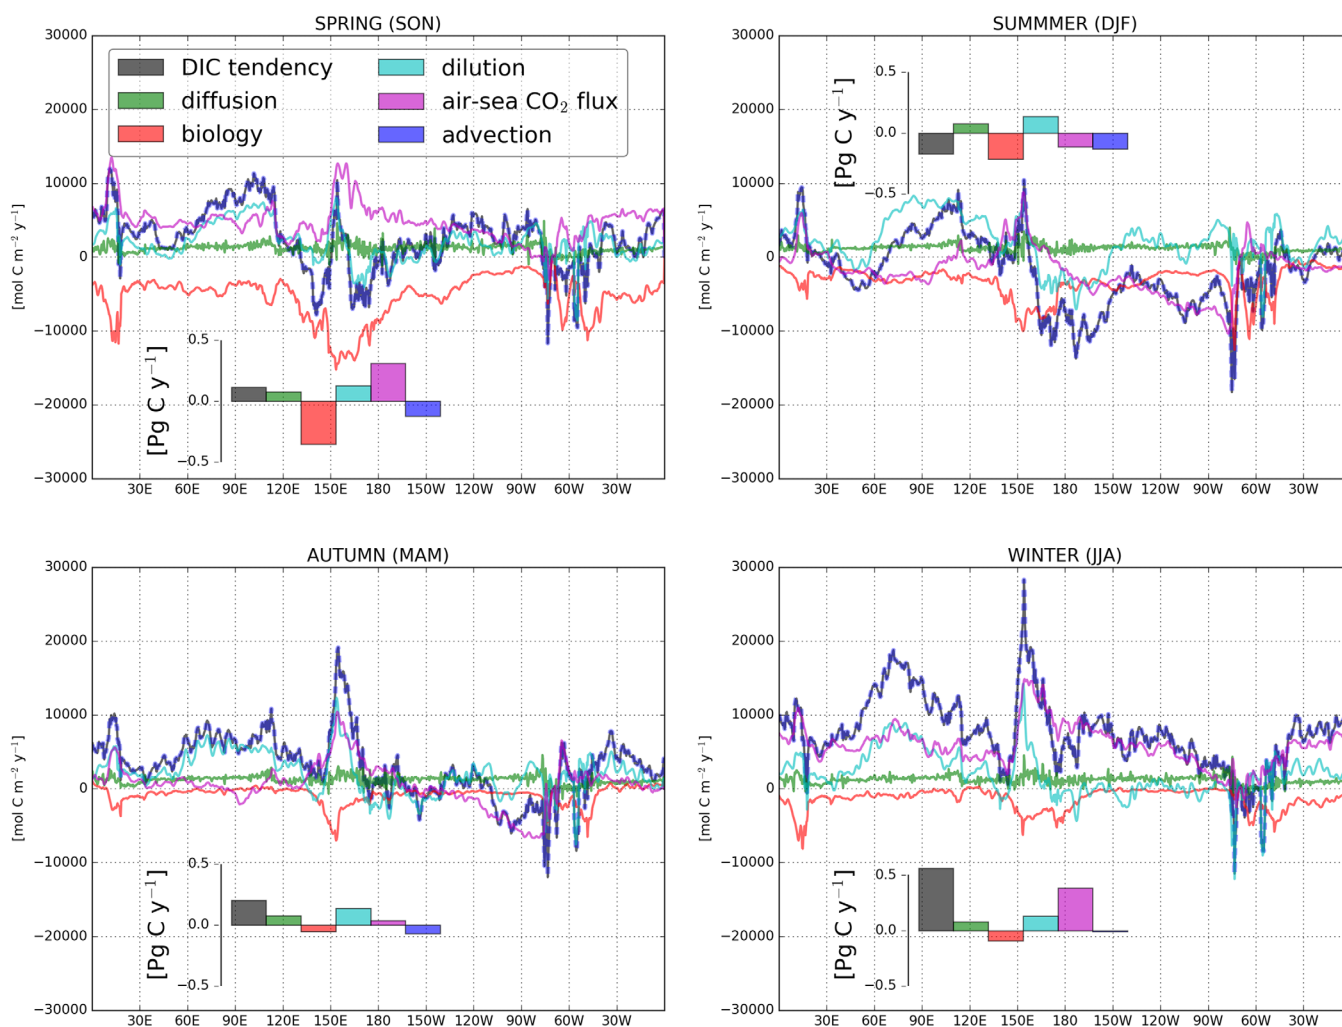 SPRING (SON)
30000
20000
10000
0
−10000
−20000
−30000
[mol C m⁻² y⁻¹]
DIC tendency
diffusion
biology
dilution
air-sea CO₂ flux
advection
0.5
0.0
−0.5
[Pg C y⁻¹]
30E 60E 90E 120E 150E 180 150W 120W 90W 60W 30W
SUMMMER (DJF)
30000
20000
10000
0
−10000
−20000
−30000
[mol C m⁻² y⁻¹]
0.5
0.0
−0.5
[Pg C y⁻¹]
30E 60E 90E 120E 150E 180 150W 120W 90W 60W 30W
AUTUMN (MAM)
30000
20000
10000
0
−10000
−20000
−30000
[mol C m⁻² y⁻¹]
0.5
0.0
−0.5
[Pg C y⁻¹]
30E 60E 90E 120E 150E 180 150W 120W 90W 60W 30W
WINTER (JJA)
30000
20000
10000
0
−10000
−20000
−30000
[mol C m⁻² y⁻¹]
0.5
0.0
−0.5
[Pg C y⁻¹]
30E 60E 90E 120E 150E 180 150W 120W 90W 60W 30W